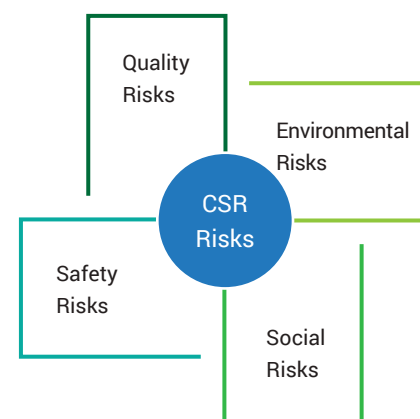 Quality
Risks
Environmental
Risks
CSR
Risks
Safety
Risks
Social
Risks